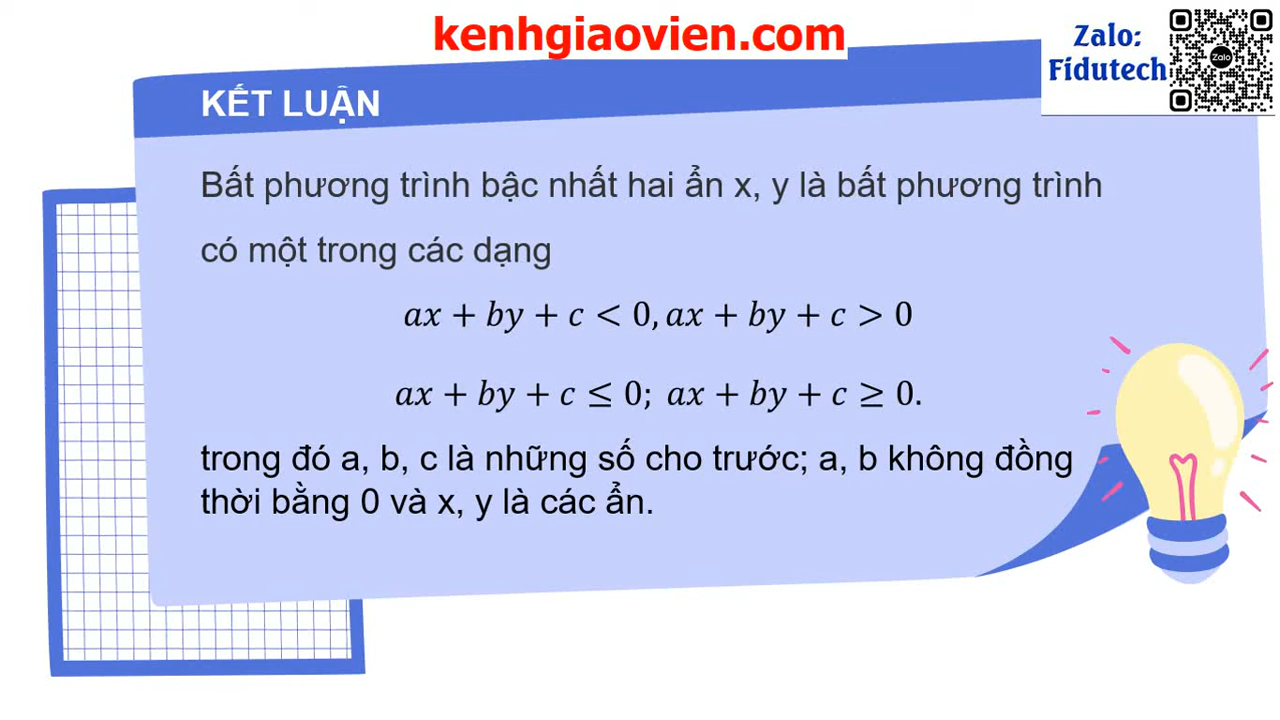 kenhgiaovien.com
Zalo:
Fidutech
Zalo
KẾT LUẬN
Bất phương trình bậc nhất hai ẩn x, y là bất phương trình
có một trong các dạng
ax + by + c < 0, ax + by + c > 0
ax + by + c ≤ 0; ax + by + c ≥ 0.
trong đó a, b, c là những số cho trước; a, b không đồng
thời bằng 0 và x, y là các ẩn.